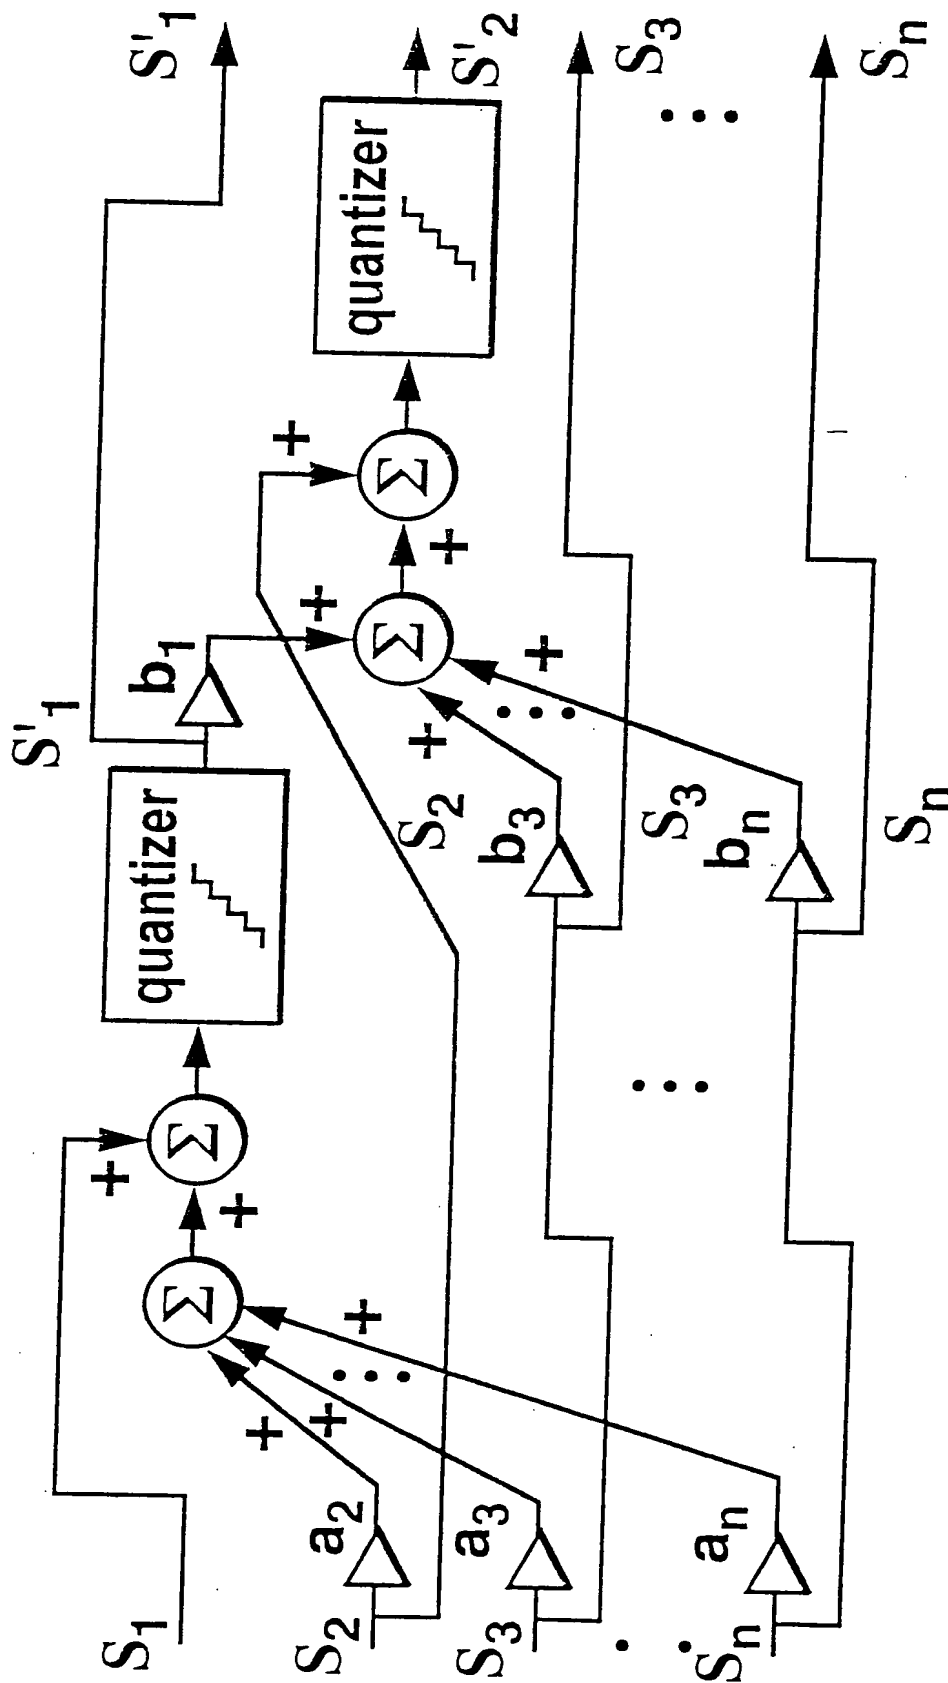 S1
S2
S3
Sn
a2
a3
an
+
+
+
+
+
Σ
Σ
quantizer
S'1
b1
S2
b3
S3
bn
Sn
+
+
+
+
+
Σ
Σ
quantizer
S'1
S'2
S3
Sn